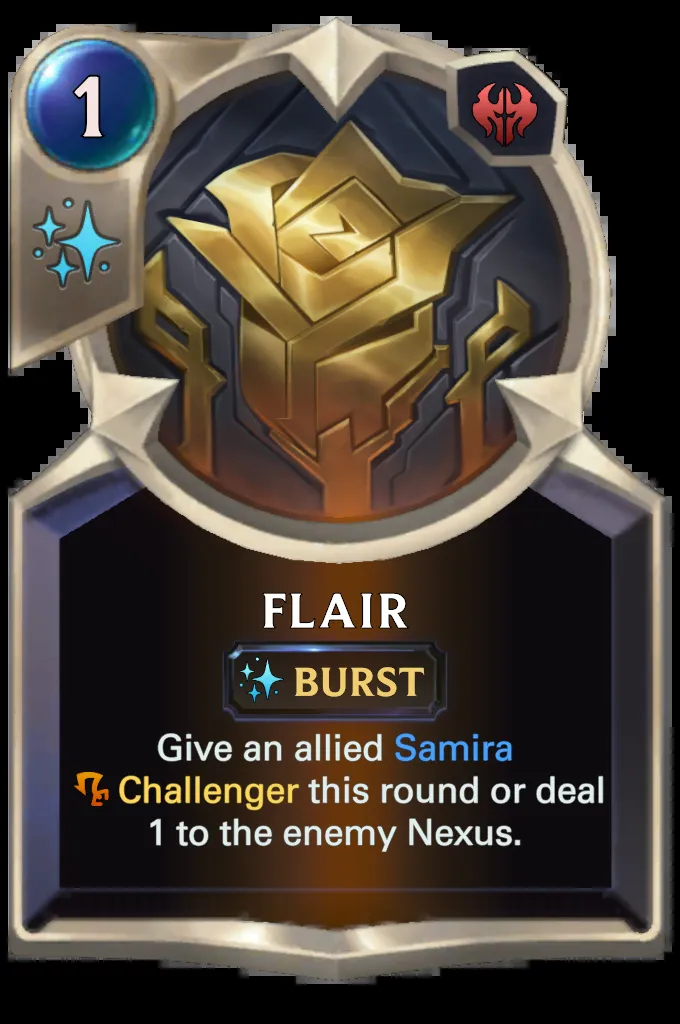 1
FLAIR
BURST
Give an allied Samira
Challenger this round or deal
1 to the enemy Nexus.